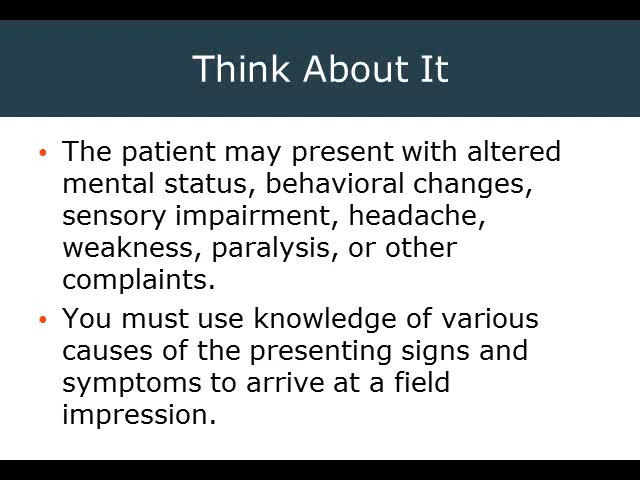 Think About It
• The patient may present with altered
mental status, behavioral changes,
sensory impairment, headache,
weakness, paralysis, or other
complaints.
• You must use knowledge of various
causes of the presenting signs and
symptoms to arrive at a field
impression.